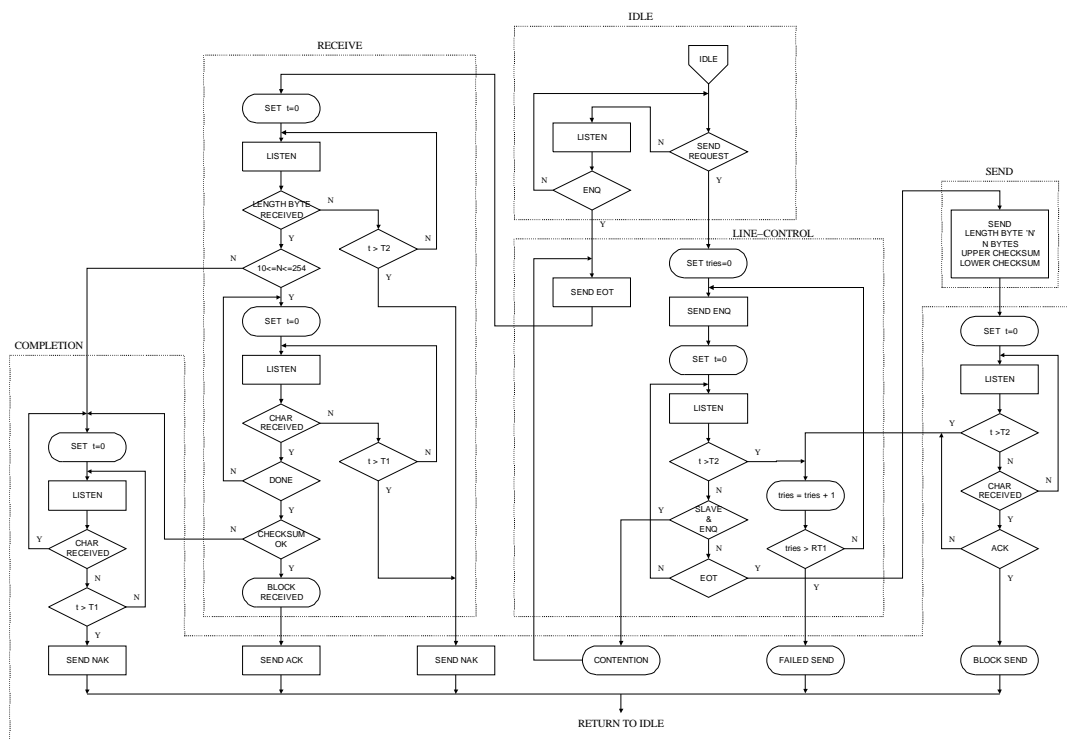 IDLE
RECEIVE
IDLE
SET t=0
LISTEN
LISTEN
N
SEND
REQUEST
N
N
LENGTH BYTE
RECEIVED
N
ENQ
Y
SEND
SEND
LENGTH BYTE 'N'
N BYTES
UPPER CHECKSUM
LOWER CHECKSUM
Y
N
t > T2
Y
LINE-CONTROL
N
10<=N<=254
Y
Y
SET tries=0
SEND EOT
SEND ENQ
SET t=0
SET t=0
COMPLETION
SET t=0
LISTEN
LISTEN
LISTEN
CHAR
RECEIVED
N
Y
t >T2
SET t=0
N
t > T1
Y
t >T2
Y
N
Y
N
DONE
N
CHAR
RECEIVED
N
LISTEN
Y
tries = tries + 1
Y
SLAVE
&
ENQ
Y
N
CHECKSUM
OK
N
N
ACK
Y
CHAR
RECEIVED
tries > RT1
N
N
Y
N
EOT
Y
Y
Y
BLOCK
RECEIVED
t > T1
N
Y
SEND NAK
SEND ACK
SEND NAK
CONTENTION
FAILED SEND
BLOCK SEND
RETURN TO IDLE